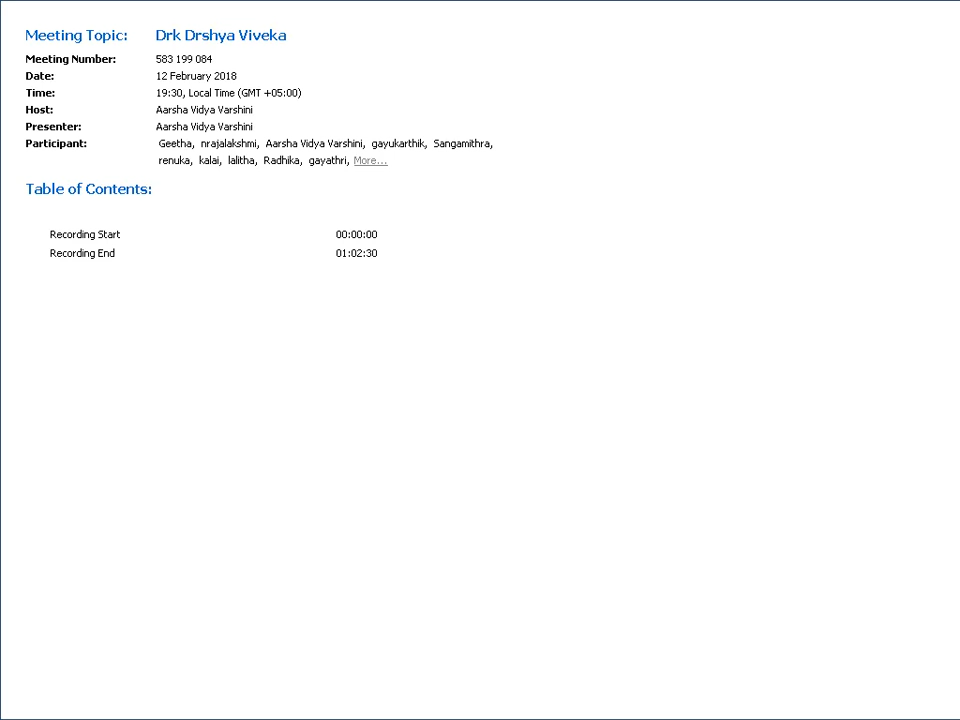 Meeting Topic: Drk Drshya Viveka
Meeting Number: 583 199 084
Date: 12 February 2018
Time: 19:30, Local Time (GMT +05:00)
Host: Aarsha Vidya Varshini
Presenter: Aarsha Vidya Varshini
Participant: Geetha, nrajalakshmi, Aarsha Vidya Varshini, gayukarthik, Sangamithra,
renuka, kalai, lalitha, Radhika, gayathri, More...
Table of Contents:
Recording Start 00:00:00
Recording End 01:02:30